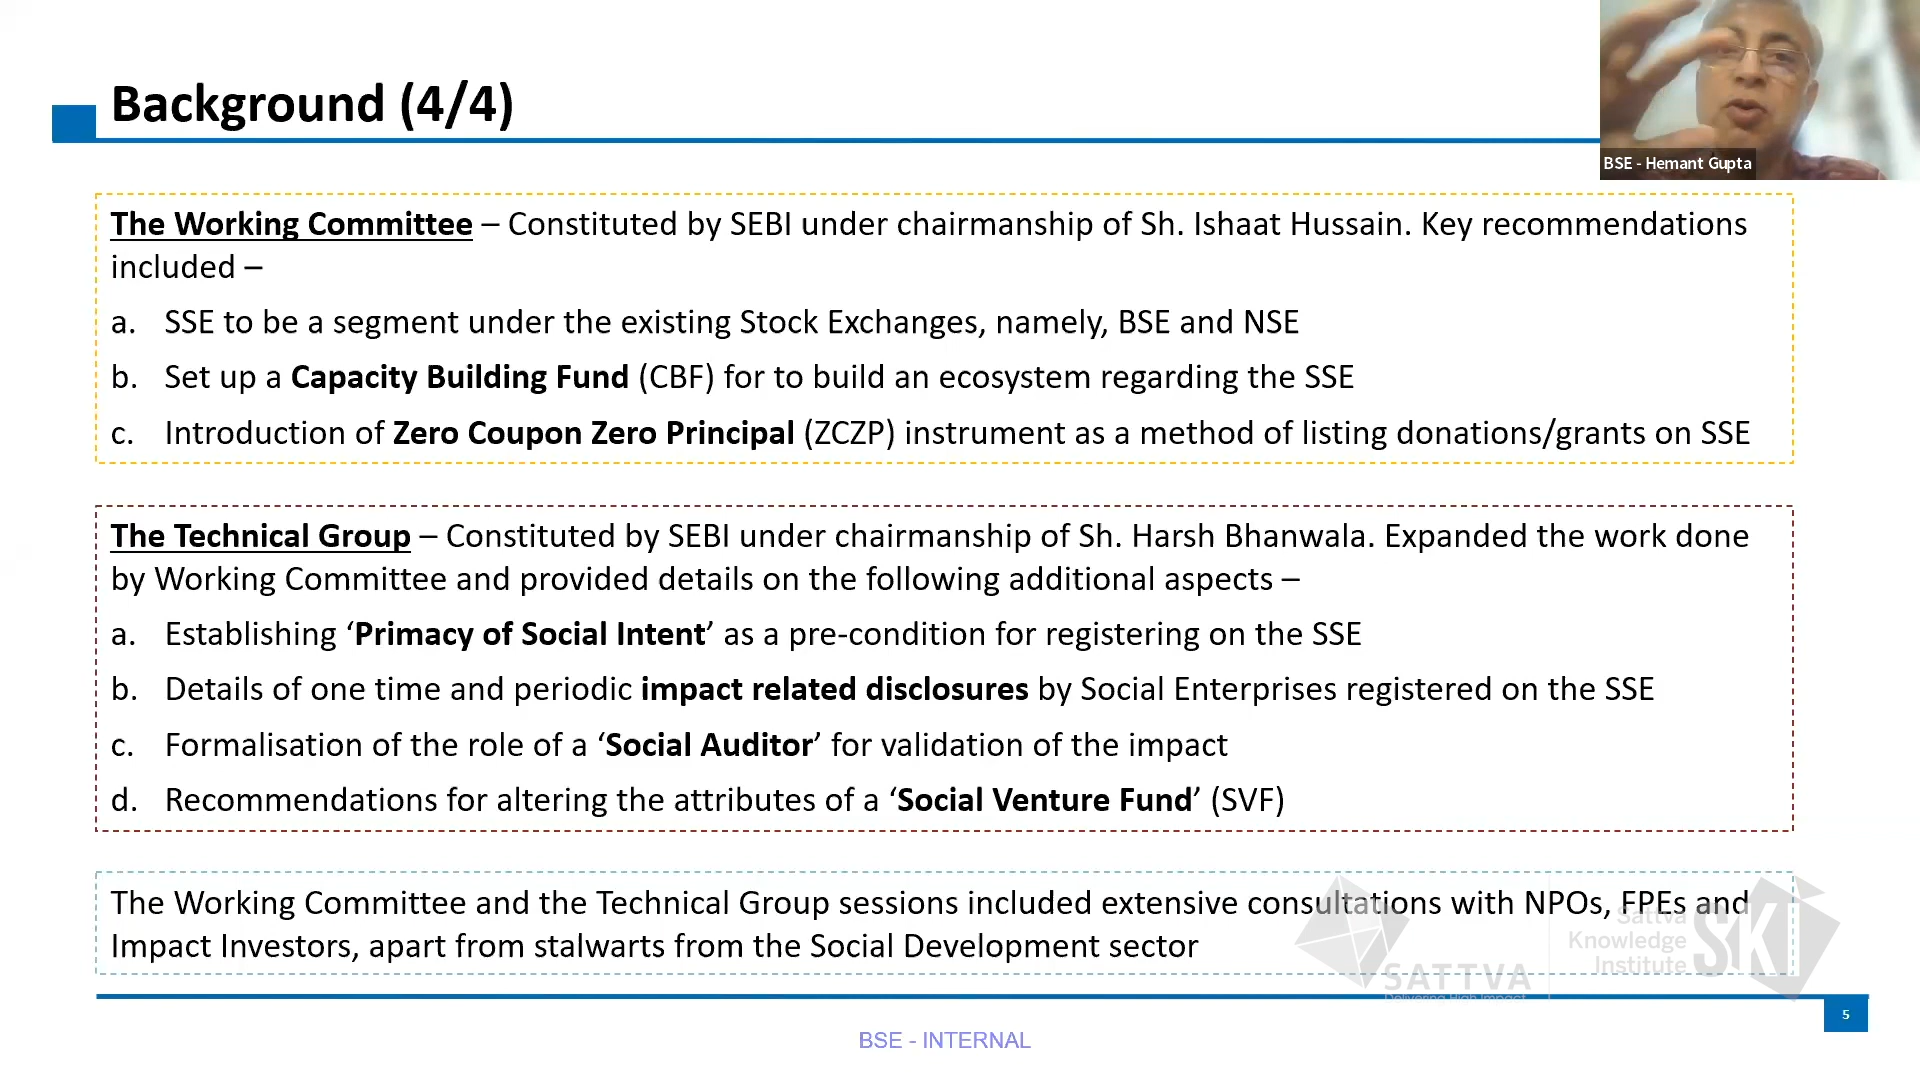 Background (4/4)
BSE - Hemant Gupta
The Working Committee – Constituted by SEBI under chairmanship of Sh. Ishaat Hussain. Key recommendations
included –
a. SSE to be a segment under the existing Stock Exchanges, namely, BSE and NSE
b. Set up a Capacity Building Fund (CBF) for to build an ecosystem regarding the SSE
c. Introduction of Zero Coupon Zero Principal (ZCZP) instrument as a method of listing donations/grants on SSE
The Technical Group – Constituted by SEBI under chairmanship of Sh. Harsh Bhanwala. Expanded the work done
by Working Committee and provided details on the following additional aspects –
a. Establishing ‘Primacy of Social Intent’ as a pre-condition for registering on the SSE
b. Details of one time and periodic impact related disclosures by Social Enterprises registered on the SSE
c. Formalisation of the role of a ‘Social Auditor’ for validation of the impact
d. Recommendations for altering the attributes of a ‘Social Venture Fund’ (SVF)
The Working Committee and the Technical Group sessions included extensive consultations with NPOs, FPEs and
Impact Investors, apart from stalwarts from the Social Development sector
SATTVA
Delivering High Impact
Sattva
Knowledge
Institute
SKI
5
BSE - INTERNAL